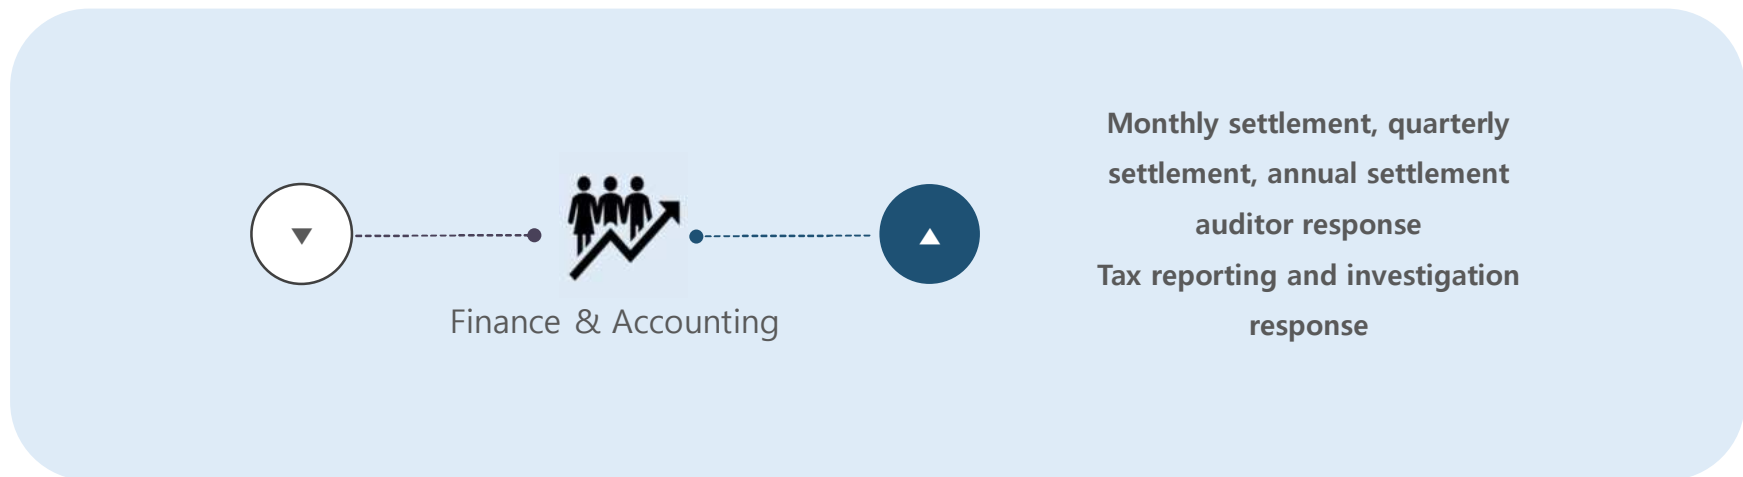 Finance & Accounting
Monthly settlement, quarterly
settlement, annual settlement
auditor response
Tax reporting and investigation
response